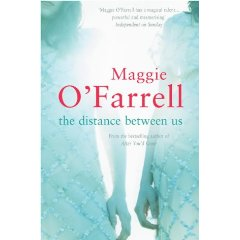 'Maggie O'Farrell has a magical talent...
powerful and mesmerising
Independent on Sunday
Maggie
O'FARRELL
the distance between us
From the bestselling author of
After You'd Gone